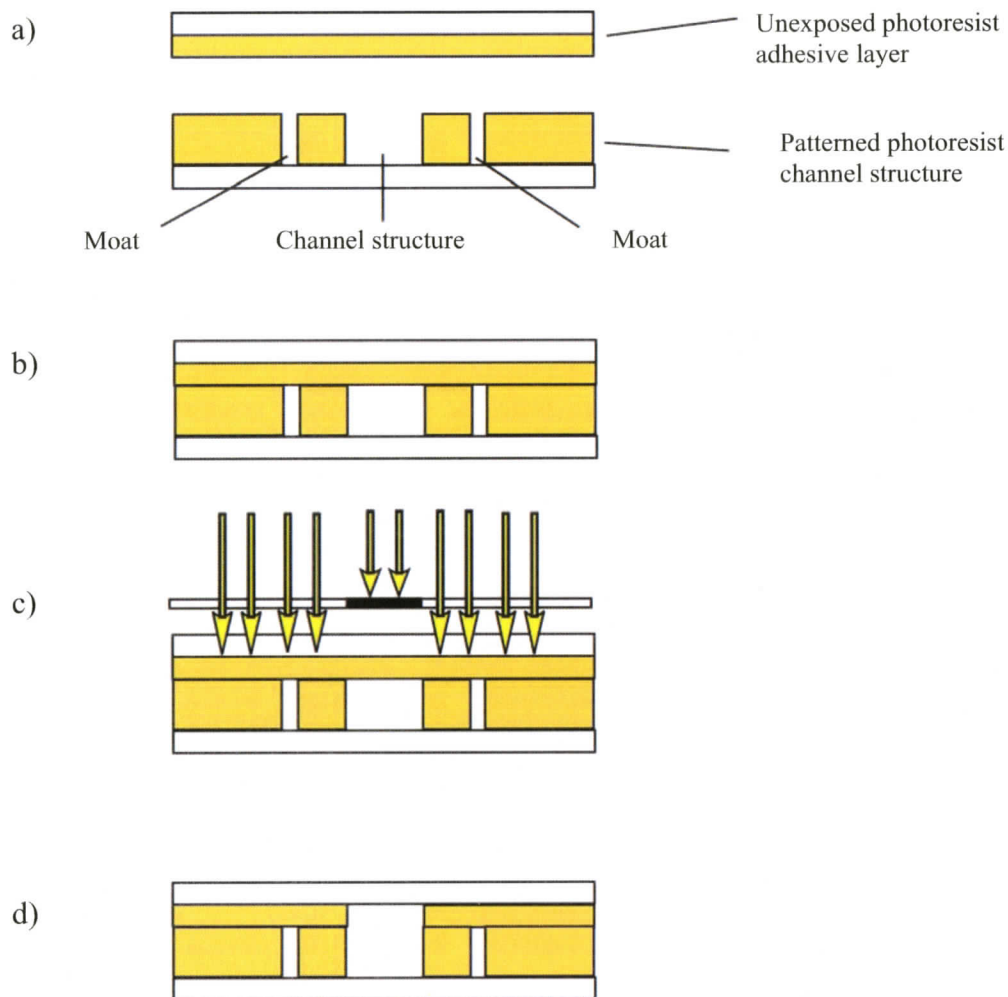 a)
Unexposed photoresist
adhesive layer
Patterned photoresist
channel structure
Moat
Channel structure
Moat
b)
c)
d)